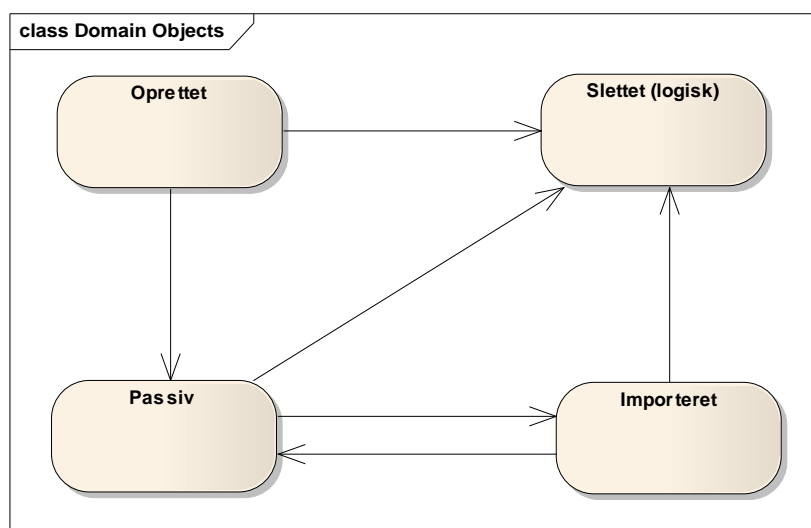 class Domain Objects
Oprettet
Slettet (logisk)
Passiv
Importeret